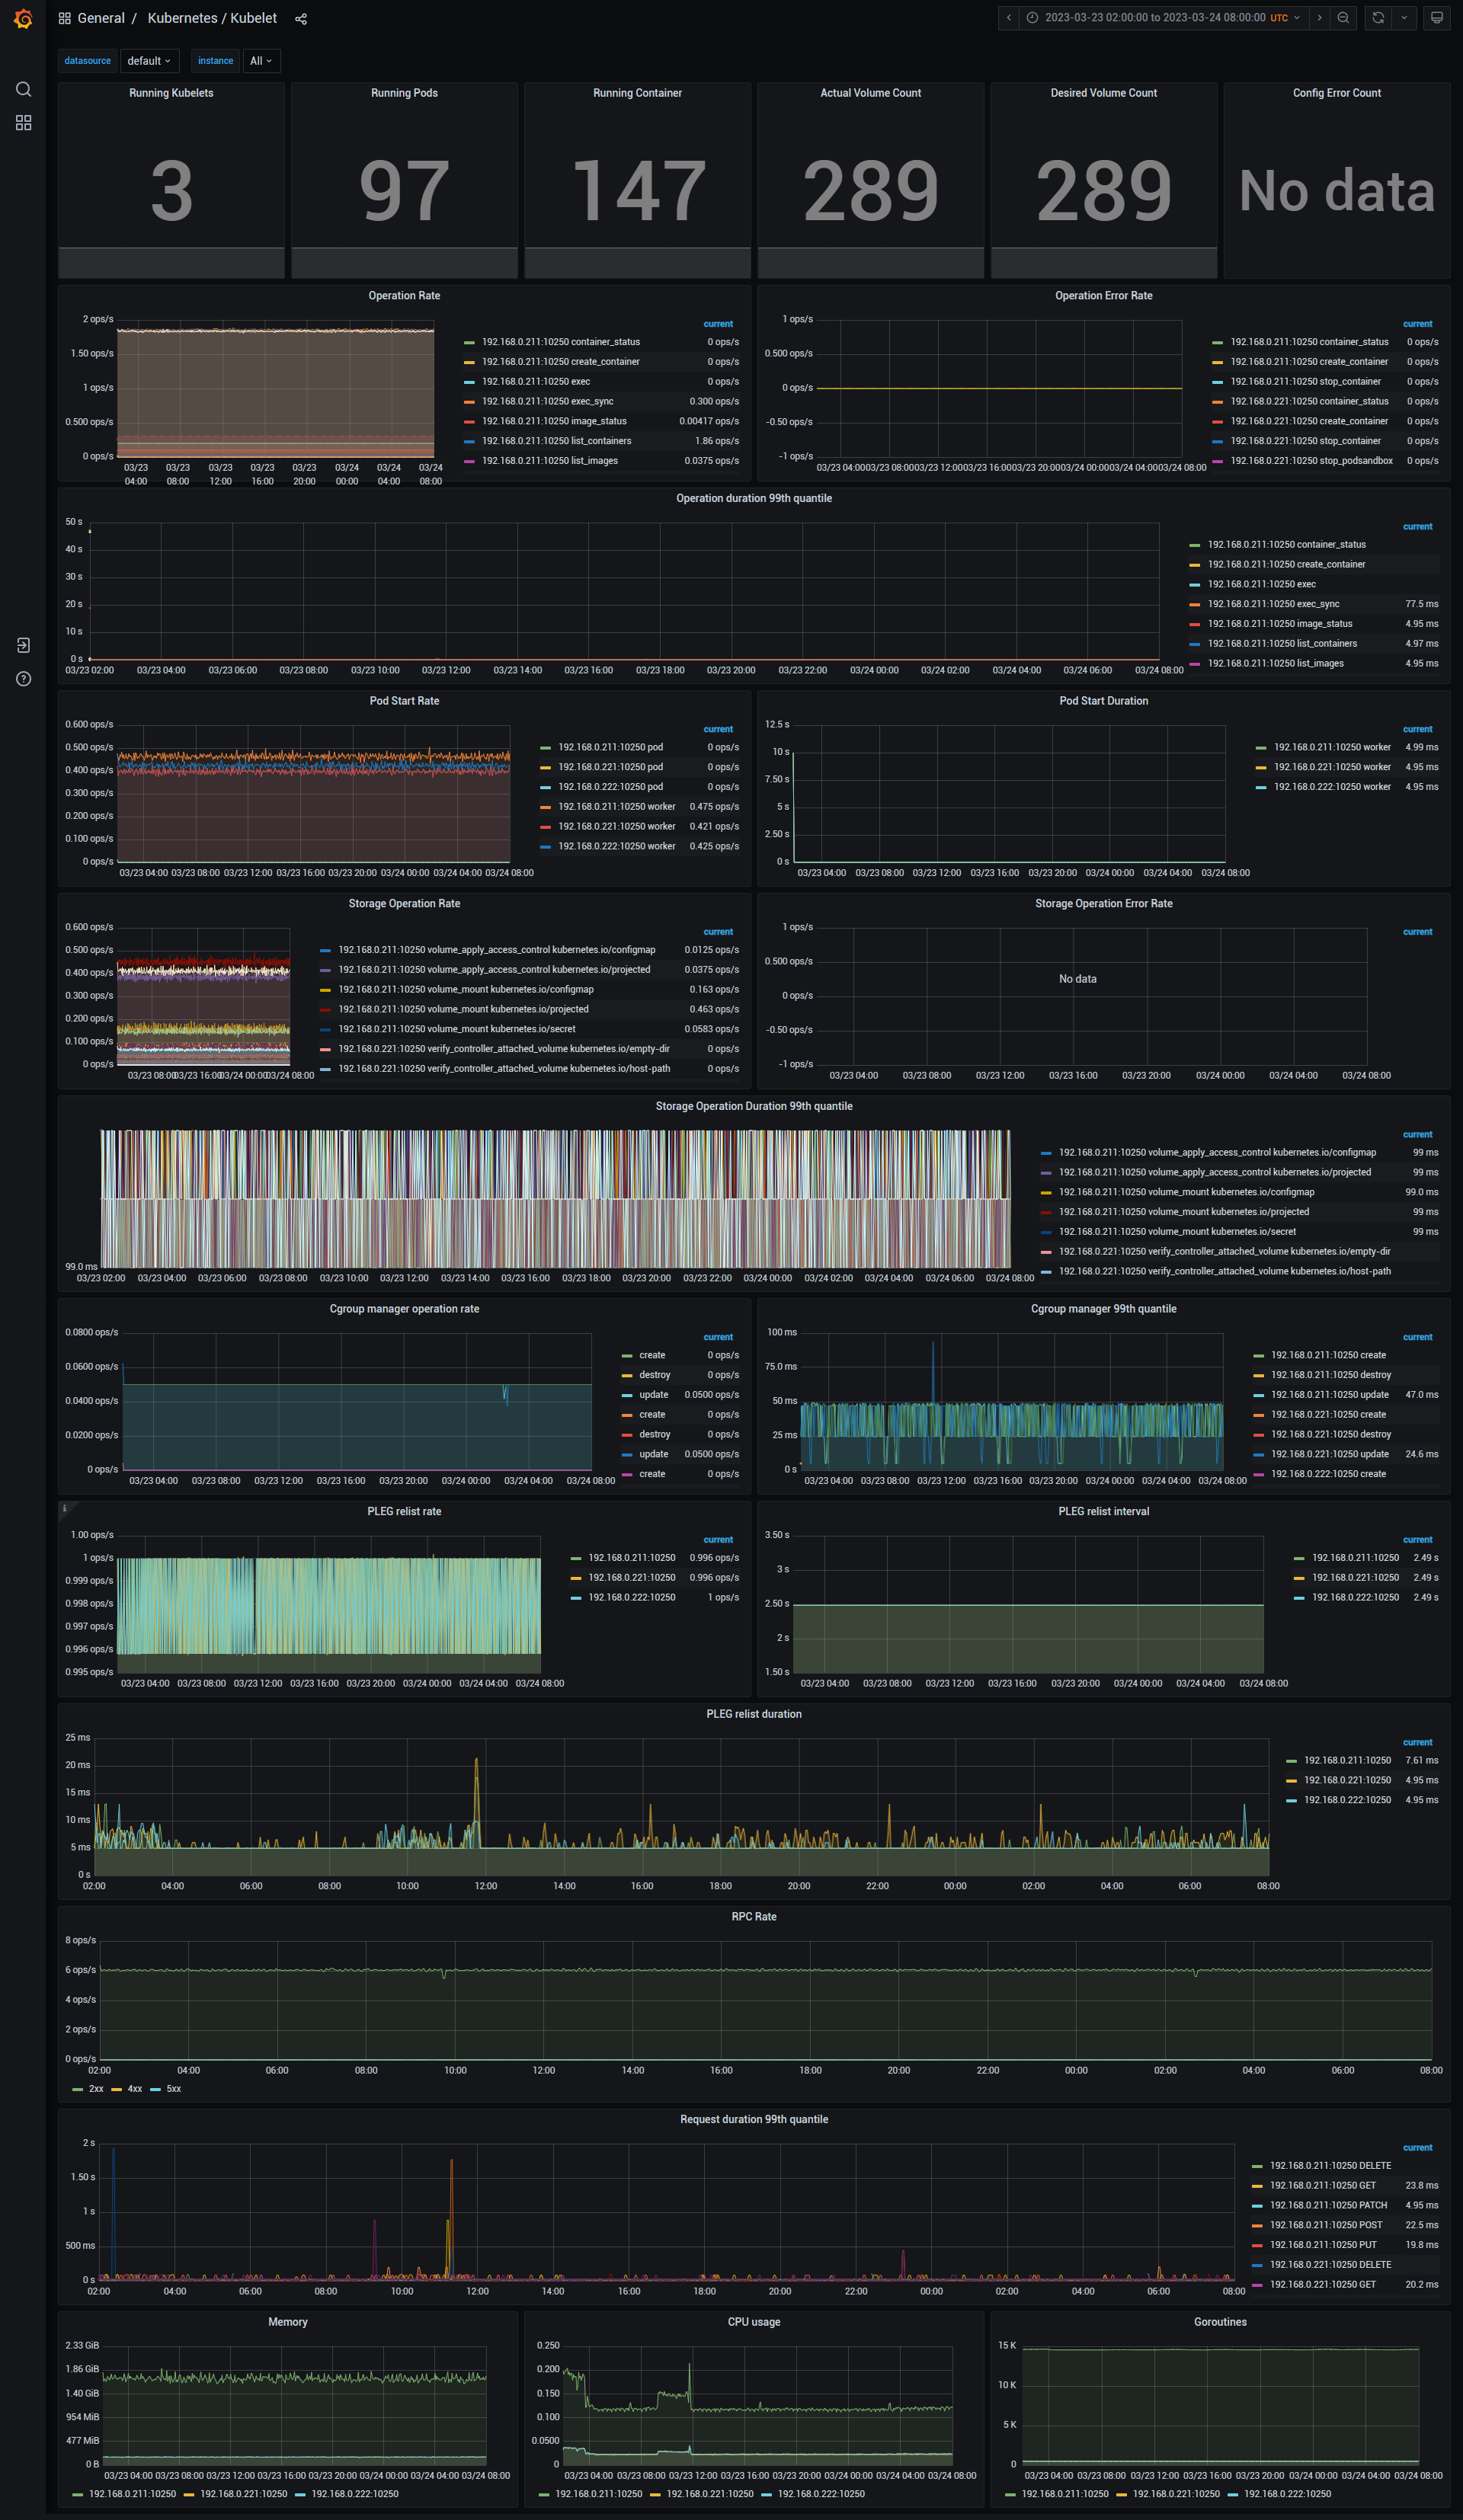 General / Kubernetes / Kubelet
2023-03-23 02:00:00 to 2023-03-24 08:00:00 UTC
datasource default instance All
Running Kubelets
3
Running Pods
97
Running Container
147
Actual Volume Count
289
Desired Volume Count
289
Config Error Count
No data
Operation Rate
2 ops/s
1.50 ops/s
1 ops/s
0.500 ops/s
0 ops/s
03/23 03/23 03/23 03/23 03/23 03/24 03/24 03/24
04:00 08:00 12:00 16:00 20:00 00:00 04:00 08:00
current
192.168.0.211:10250 container_status 0 ops/s
192.168.0.211:10250 create_container 0 ops/s
192.168.0.211:10250 exec 0 ops/s
192.168.0.211:10250 exec_sync 0.300 ops/s
192.168.0.211:10250 image_status 0.00417 ops/s
192.168.0.211:10250 list_containers 1.86 ops/s
192.168.0.211:10250 list_images 0.0375 ops/s
Operation Error Rate
1 ops/s
0.500 ops/s
0 ops/s
-0.50 ops/s
-1 ops/s
03/23 04:00 03/23 08:00 03/23 12:00 03/23 16:00 03/23 20:00 03/24 00:00 03/24 04:00 03/24 08:00
current
192.168.0.211:10250 container_status 0 ops/s
192.168.0.211:10250 create_container 0 ops/s
192.168.0.211:10250 stop_container 0 ops/s
192.168.0.221:10250 container_status 0 ops/s
192.168.0.221:10250 create_container 0 ops/s
192.168.0.221:10250 stop_container 0 ops/s
192.168.0.221:10250 stop_podsandbox 0 ops/s
Operation duration 99th quantile
50 s
40 s
30 s
20 s
10 s
0 s
03/23 02:00 03/23 04:00 03/23 06:00 03/23 08:00 03/23 10:00 03/23 12:00 03/23 14:00 03/23 16:00 03/23 18:00 03/23 20:00 03/23 22:00 03/24 00:00 03/24 02:00 03/24 04:00 03/24 06:00 03/24 08:00
current
192.168.0.211:10250 container_status
192.168.0.211:10250 create_container
192.168.0.211:10250 exec
192.168.0.211:10250 exec_sync 77.5 ms
192.168.0.211:10250 image_status 4.95 ms
192.168.0.211:10250 list_containers 4.97 ms
192.168.0.211:10250 list_images 4.95 ms
Pod Start Rate
0.600 ops/s
0.500 ops/s
0.400 ops/s
0.300 ops/s
0.200 ops/s
0.100 ops/s
0 ops/s
03/23 04:00 03/23 08:00 03/23 12:00 03/23 16:00 03/23 20:00 03/24 00:00 03/24 04:00 03/24 08:00
current
192.168.0.211:10250 pod 0 ops/s
192.168.0.221:10250 pod 0 ops/s
192.168.0.222:10250 pod 0 ops/s
192.168.0.211:10250 worker 0.475 ops/s
192.168.0.221:10250 worker 0.421 ops/s
192.168.0.222:10250 worker 0.425 ops/s
Pod Start Duration
12.5 s
10 s
7.50 s
5 s
2.50 s
0 s
03/23 04:00 03/23 08:00 03/23 12:00 03/23 16:00 03/23 20:00 03/24 00:00 03/24 04:00 03/24 08:00
current
192.168.0.211:10250 worker 4.99 ms
192.168.0.221:10250 worker 4.95 ms
192.168.0.222:10250 worker 4.95 ms
Storage Operation Rate
0.600 ops/s
0.500 ops/s
0.400 ops/s
0.300 ops/s
0.200 ops/s
0.100 ops/s
0 ops/s
03/23 08:00 03/23 16:00 03/24 00:00 03/24 08:00
current
192.168.0.211:10250 volume_apply_access_control kubernetes.io/configmap 0.0125 ops/s
192.168.0.211:10250 volume_apply_access_control kubernetes.io/projected 0.0375 ops/s
192.168.0.211:10250 volume_mount kubernetes.io/configmap 0.163 ops/s
192.168.0.211:10250 volume_mount kubernetes.io/projected 0.463 ops/s
192.168.0.211:10250 volume_mount kubernetes.io/secret 0.0583 ops/s
192.168.0.221:10250 verify_controller_attached_volume kubernetes.io/empty-dir 0 ops/s
192.168.0.221:10250 verify_controller_attached_volume kubernetes.io/host-path 0 ops/s
Storage Operation Error Rate
1 ops/s
0.500 ops/s
0 ops/s
-0.50 ops/s
-1 ops/s
No data
03/23 04:00 03/23 08:00 03/23 12:00 03/23 16:00 03/23 20:00 03/24 00:00 03/24 04:00 03/24 08:00
current
Storage Operation Duration 99th quantile
99.0 ms
03/23 02:00 03/23 04:00 03/23 06:00 03/23 08:00 03/23 10:00 03/23 12:00 03/23 14:00 03/23 16:00 03/23 18:00 03/23 20:00 03/23 22:00 03/24 00:00 03/24 02:00 03/24 04:00 03/24 06:00 03/24 08:00
current
192.168.0.211:10250 volume_apply_access_control kubernetes.io/configmap 99 ms
192.168.0.211:10250 volume_apply_access_control kubernetes.io/projected 99 ms
192.168.0.211:10250 volume_mount kubernetes.io/configmap 99.0 ms
192.168.0.211:10250 volume_mount kubernetes.io/projected 99 ms
192.168.0.211:10250 volume_mount kubernetes.io/secret 99 ms
192.168.0.221:10250 verify_controller_attached_volume kubernetes.io/empty-dir
192.168.0.221:10250 verify_controller_attached_volume kubernetes.io/host-path
Cgroup manager operation rate
0.0800 ops/s
0.0600 ops/s
0.0400 ops/s
0.0200 ops/s
0 ops/s
03/23 04:00 03/23 08:00 03/23 12:00 03/23 16:00 03/23 20:00 03/24 00:00 03/24 04:00 03/24 08:00
current
create 0 ops/s
destroy 0 ops/s
update 0.0500 ops/s
create 0 ops/s
destroy 0 ops/s
update 0.0500 ops/s
create 0 ops/s
Cgroup manager 99th quantile
100 ms
75.0 ms
50 ms
25 ms
0 s
03/23 04:00 03/23 08:00 03/23 12:00 03/23 16:00 03/23 20:00 03/24 00:00 03/24 04:00 03/24 08:00
current
192.168.0.211:10250 create
192.168.0.211:10250 destroy
192.168.0.211:10250 update 47.0 ms
192.168.0.221:10250 create
192.168.0.221:10250 destroy
192.168.0.221:10250 update 24.6 ms
192.168.0.222:10250 create
PLEG relist rate
1.00 ops/s
1 ops/s
0.999 ops/s
0.998 ops/s
0.997 ops/s
0.996 ops/s
0.995 ops/s
03/23 04:00 03/23 08:00 03/23 12:00 03/23 16:00 03/23 20:00 03/24 00:00 03/24 04:00 03/24 08:00
current
192.168.0.211:10250 0.996 ops/s
192.168.0.221:10250 0.996 ops/s
192.168.0.222:10250 1 ops/s
PLEG relist interval
3.50 s
3 s
2.50 s
2 s
1.50 s
03/23 04:00 03/23 08:00 03/23 12:00 03/23 16:00 03/23 20:00 03/24 00:00 03/24 04:00 03/24 08:00
current
192.168.0.211:10250 2.49 s
192.168.0.221:10250 2.49 s
192.168.0.222:10250 2.49 s
PLEG relist duration
25 ms
20 ms
15 ms
10 ms
5 ms
0 s
02:00 04:00 06:00 08:00 10:00 12:00 14:00 16:00 18:00 20:00 22:00 00:00 02:00 04:00 06:00 08:00
current
192.168.0.211:10250 7.61 ms
192.168.0.221:10250 4.95 ms
192.168.0.222:10250 4.95 ms
RPC Rate
8 ops/s
6 ops/s
4 ops/s
2 ops/s
0 ops/s
02:00 04:00 06:00 08:00 10:00 12:00 14:00 16:00 18:00 20:00 22:00 00:00 02:00 04:00 06:00 08:00
2xx 4xx 5xx
Request duration 99th quantile
2 s
1.50 s
1 s
500 ms
0 s
02:00 04:00 06:00 08:00 10:00 12:00 14:00 16:00 18:00 20:00 22:00 00:00 02:00 04:00 06:00 08:00
current
192.168.0.211:10250 DELETE
192.168.0.211:10250 GET 23.8 ms
192.168.0.211:10250 PATCH 4.95 ms
192.168.0.211:10250 POST 22.5 ms
192.168.0.211:10250 PUT 19.8 ms
192.168.0.221:10250 DELETE
192.168.0.221:10250 GET 20.2 ms
Memory
2.33 GiB
1.86 GiB
1.40 GiB
954 MiB
477 MiB
0 B
03/23 04:00 03/23 08:00 03/23 12:00 03/23 16:00 03/23 20:00 03/24 00:00 03/24 04:00 03/24 08:00
192.168.0.211:10250 192.168.0.221:10250 192.168.0.222:10250
CPU usage
0.250
0.200
0.150
0.100
0.0500
0
03/23 04:00 03/23 08:00 03/23 12:00 03/23 16:00 03/23 20:00 03/24 00:00 03/24 04:00 03/24 08:00
192.168.0.211:10250 192.168.0.221:10250 192.168.0.222:10250
Goroutines
15 K
10 K
5 K
0
03/23 04:00 03/23 08:00 03/23 12:00 03/23 16:00 03/23 20:00 03/24 00:00 03/24 04:00 03/24 08:00
192.168.0.211:10250 192.168.0.221:10250 192.168.0.222:10250